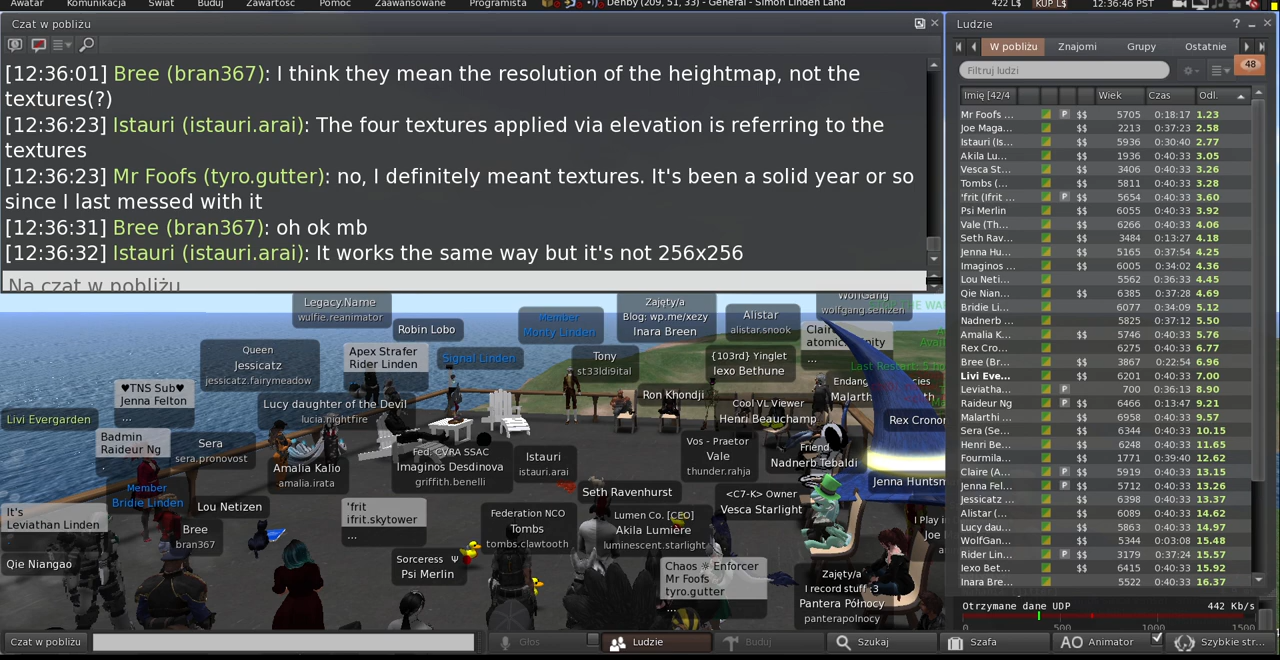 Awatar Komunikacja Świat Buduj Zawartość Pomoc Zaawansowane Programista Denby (209, 51, 33) - General - Simon Linden Land 422 L$ KUP L$ 12:36:46 PST
Czat w pobliżu
[12:36:01] Bree (bran367): I think they mean the resolution of the heightmap, not the
textures(?)
[12:36:23] Istauri (istauri.arai): The four textures applied via elevation is referring to the
textures
[12:36:23] Mr Foofs (tyro.gutter): no, I definitely meant textures. It's been a solid year or so
since I last messed with it
[12:36:31] Bree (bran367): oh ok mb
[12:36:32] Istauri (istauri.arai): It works the same way but it's not 256x256
Na czat w pobliżu
Legacy.Name
wulfie.reanimator
Robin Lobo
Member
Monty Linden
Zajęty/a
Blog: wp.me/xezy
Inara Breen
Alistar
alistar.snook
WolfGang
wolfgang.senizen
Queen
Jessicatz
jessicatz.fairymeadow
Apex Strafer
Rider Linden
Signal Linden
Tony
st33ldi9ital
{103rd} Yinglet
Iexo Bethune
...
♥TNS Sub♥
Jenna Felton
...
Livi Evergarden
Lucy daughter of the Devil
lucia.nightfire
Ron Khondji
Cool VL Viewer
Henri Beauchamp
Rex Cronon
Badmin
Raideur Ng
Sera
sera.pronovost
Amalia Kalio
amalia.irata
Fed. CVRA SSAC
Imaginos Desdinova
griffith.benelli
Istauri
istauri.arai
Vos - Praetor
Vale
thunder.rahja
Friend
Nadnerb Tebaldi
Jenna Huntsm
Member
Bridie Linden
Lou Netizen
Seth Ravenhurst
<C7-K> Owner
Vesca Starlight
It's
Leviathan Linden
Bree
bran367
'frit
ifrit.skytower
...
Federation NCO
Tombs
tombs.clawtooth
Lumen Co. [CEO]
Akila Lumière
luminescent.starlight
I Play i
Joe
Qie Niangao
Sorceress Ψ
Psi Merlin
Chaos ☼ Enforcer
Mr Foofs
tyro.gutter
...
Zajęty/a
I record stuff :3
Pantera Północy
panterapolnocy
Ludzie
W pobliżu Znajomi Grupy Ostatnie
Filtruj ludzi 48
Imię [42/4 Wiek Czas Odl.
Mr Foofs ... P $$ 5705 0:18:17 1.23
Joe Maga... $$ 2213 0:37:23 2.58
Istauri (Is... $$ 5936 0:30:40 2.77
Akila Lu... $$ 1936 0:40:33 3.05
Vesca St... $$ 3406 0:40:33 3.26
Tombs (... $$ 5811 0:40:33 3.28
'frit (Ifrit ... P $$ 5654 0:40:33 3.60
Psi Merlin $$ 6055 0:40:33 3.92
Vale (Th... $$ 6266 0:40:33 4.06
Seth Rav... $$ 3484 0:13:27 4.18
Jenna Hu... $$ 5165 0:37:54 4.25
Imaginos ... $$ 6005 0:34:02 4.36
Lou Neti... 5562 0:36:33 4.45
Qie Nian... $$ 6385 0:37:28 4.69
Bridie Li... 6077 0:34:09 5.12
Nadnerb ... 5825 0:37:12 5.50
Amalia K... $$ 5746 0:40:33 5.76
Rex Cro... 6275 0:40:33 6.77
Bree (Br... $$ 3867 0:22:54 6.96
Livi Eve... 6201 0:40:33 7.00
Leviatha... P 700 0:36:13 8.90
Raideur Ng P $$ 6466 0:13:47 9.21
Malarthi ... 6958 0:40:33 9.57
Sera (Se... 6344 0:40:33 10.15
Henri Be... 6248 0:40:33 11.65
Fourmila... 1771 0:39:40 12.62
Claire (A... P 5919 0:40:33 13.15
Jenna Fel... P $$ 5712 0:40:33 13.26
Jessicatz ... 6398 0:40:33 13.37
Alistar (... 6089 0:40:33 14.62
Lucy dau... 5863 0:40:33 14.97
WolfGan... $$ 5344 0:03:08 15.48
Rider Lin... P $$ 3179 0:37:24 15.57
Iexo Bet... $$ 6415 0:40:33 15.92
Inara Bre... 5522 0:40:33 16.37
Otrzymane dane UDP 442 Kb/s
0 500 1000 1500
Czat w pobliżu Głos Ludzie Buduj Szukaj Szafa AO Animator Szybkie str...